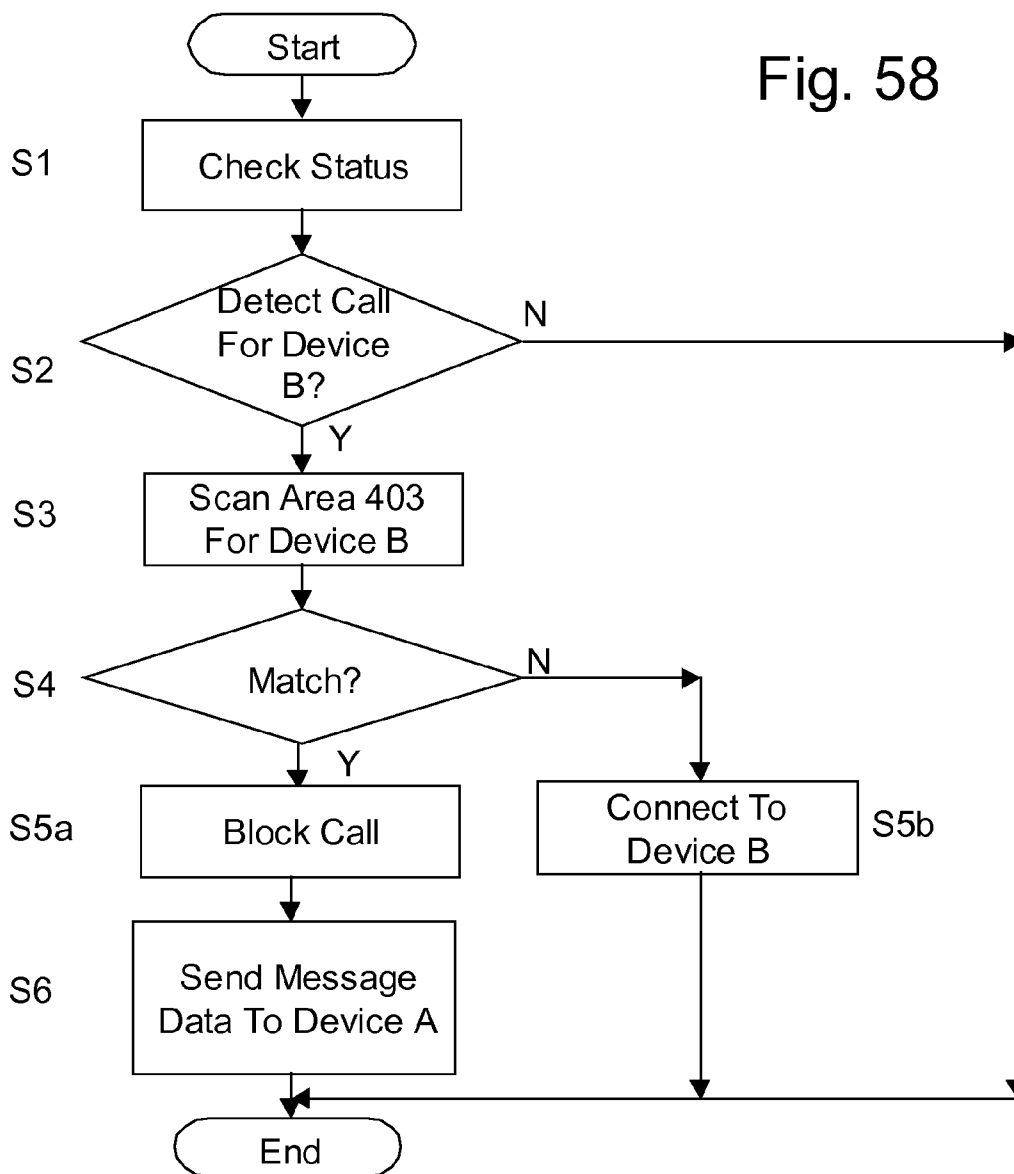 Start
Fig. 58
S1
Check Status
Detect Call
For Device
B?
N
S2
Y
S3
Scan Area 403
For Device B
S4
Match?
N
Y
S5a
Block Call
Connect To
Device B
S5b
S6
Send Message
Data To Device A
End